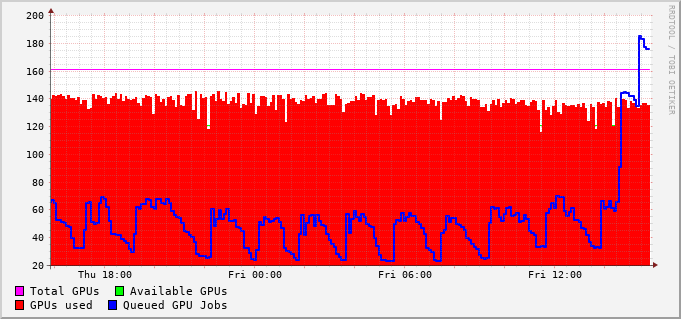 200
180
160
140
120
100
80
60
40
20
Thu 18:00 Fri 00:00 Fri 06:00 Fri 12:00
Total GPUs Available GPUs
GPUs used Queued GPU Jobs
RRDTOOL / TOBI OETIKER